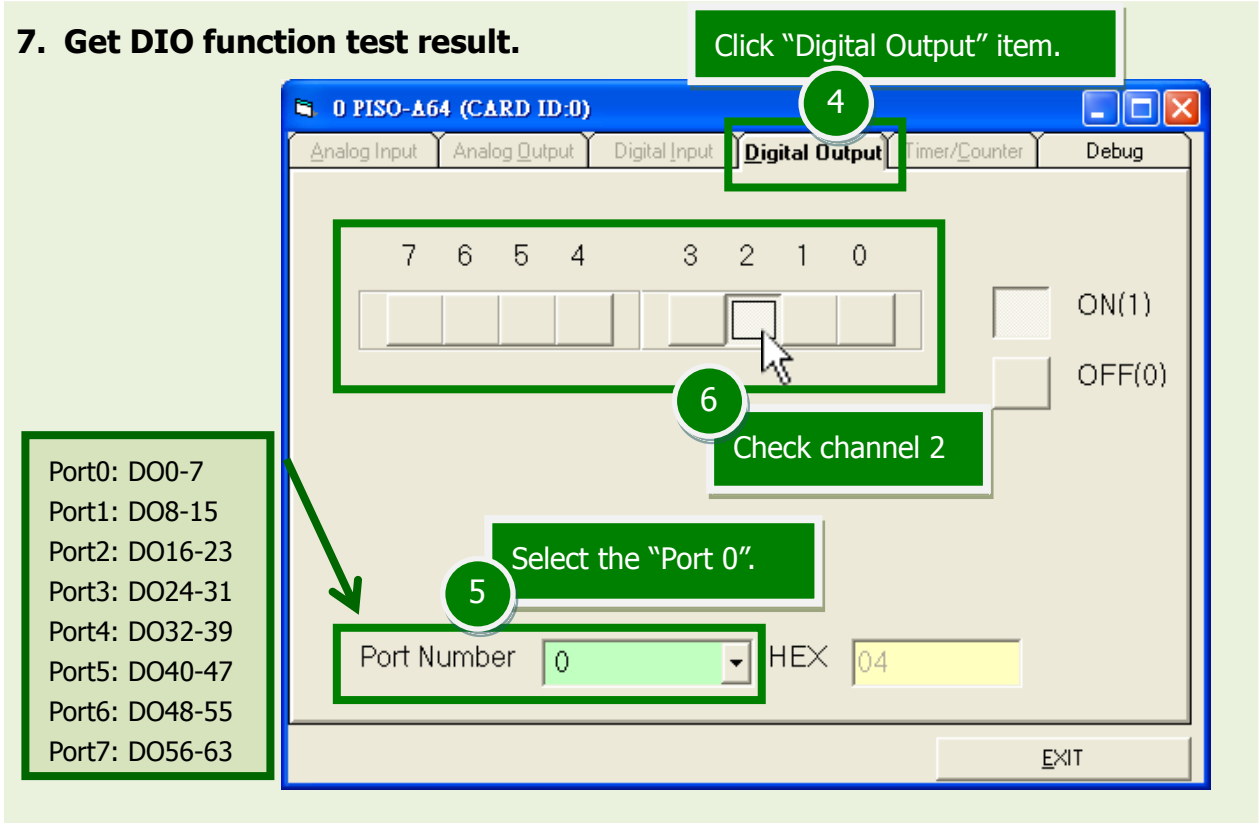 7. Get DIO function test result.
Click “Digital Output” item.
4
0 PISO-A64 (CARD ID:0)
Analog Input Analog Output Digital Input Digital Output Timer/Counter Debug
7 6 5 4 3 2 1 0
ON(1)
OFF(0)
6
Check channel 2
Port0: DO0-7
Port1: DO8-15
Port2: DO16-23
Port3: DO24-31
Port4: DO32-39
Port5: DO40-47
Port6: DO48-55
Port7: DO56-63
Select the “Port 0”.
5
Port Number 0 HEX 04
EXIT